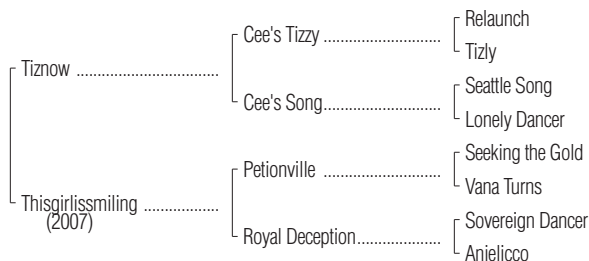 Relaunch
Cee's Tizzy ..............................
Tizly
Tiznow ....................................
Seattle Song
Cee's Song..............................
Lonely Dancer
Seeking the Gold
Petionville ..............................
Vana Turns
Thisgirlissmiling ...................
(2007)
Sovereign Dancer
Royal Deception.....................
Anjelicco